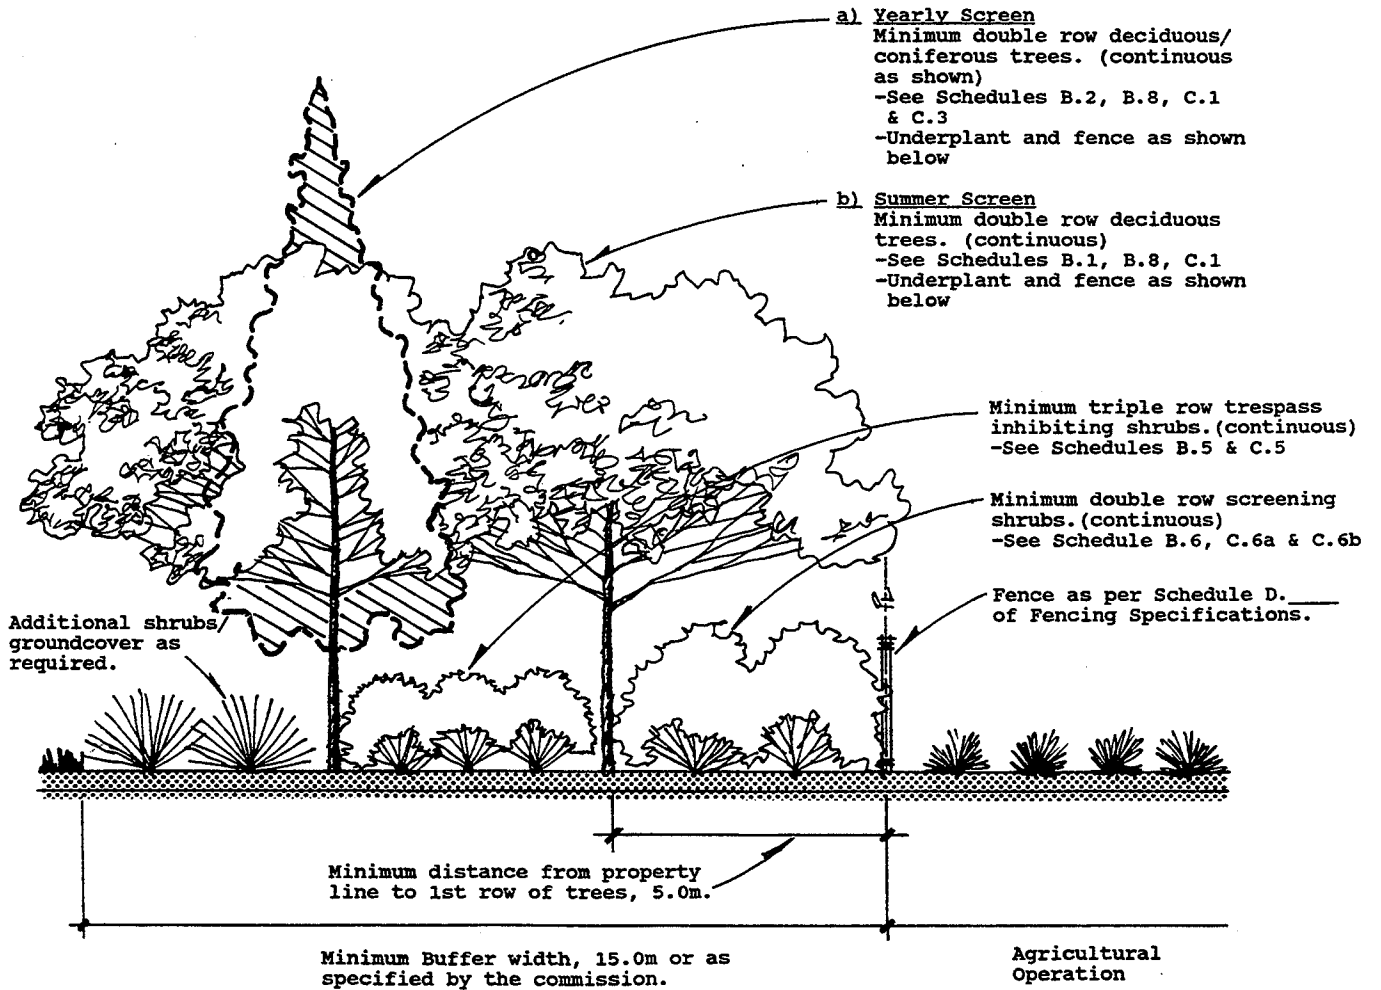 a) Yearly Screen
Minimum double row deciduous/
coniferous trees. (continuous
as shown)
-See Schedules B.2, B.8, C.1
& C.3
-Underplant and fence as shown
below
b) Summer Screen
Minimum double row deciduous
trees. (continuous)
-See Schedules B.1, B.8, C.1
-Underplant and fence as shown
below
Minimum triple row trespass
inhibiting shrubs.(continuous)
-See Schedules B.5 & C.5
Minimum double row screening
shrubs.(continuous)
-See Schedule B.6, C.6a & C.6b
Fence as per Schedule D.____
of Fencing Specifications.
Additional shrubs/
groundcover as
required.
Minimum distance from property
line to 1st row of trees, 5.0m.
Minimum Buffer width, 15.0m or as
specified by the commission.
Agricultural
Operation